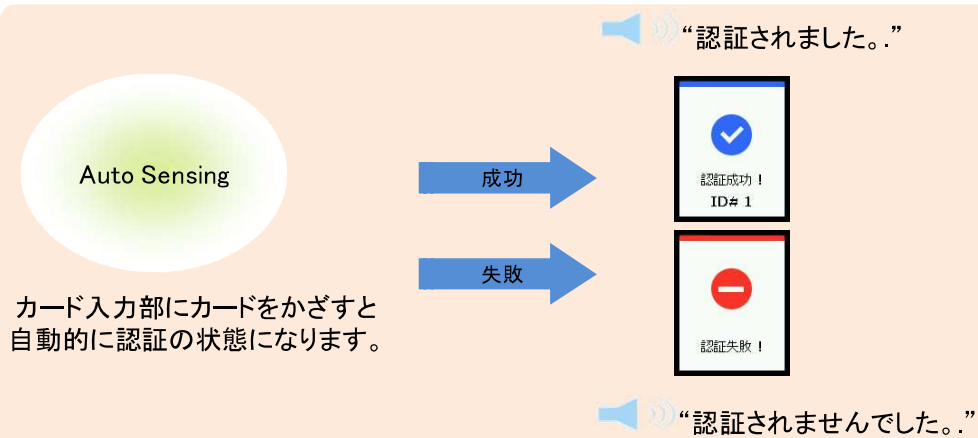 “認証されました。.”
Auto Sensing
カード入力部にカードをかざすと
自動的に認証の状態になります。
成功
認証成功！
ID# 1
失敗
認証失敗！
“認証されませんでした。.”